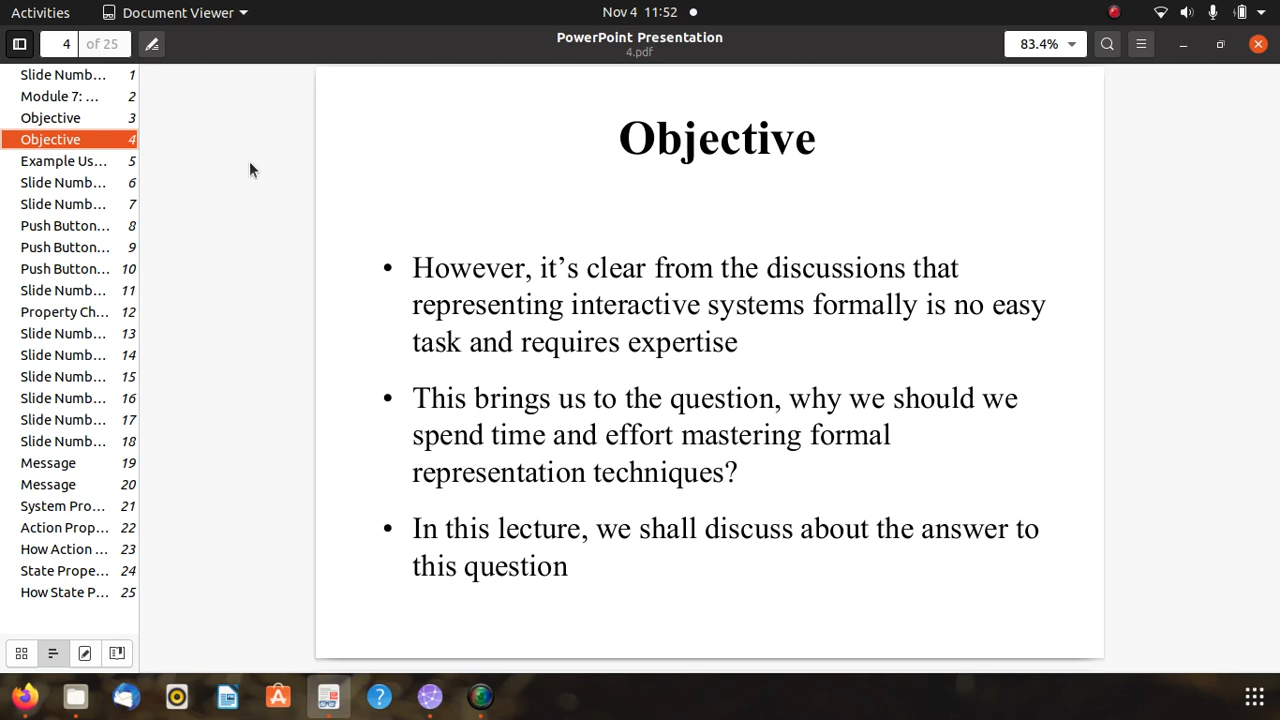 Activities Document Viewer Nov 4 11:52
4 of 25 PowerPoint Presentation 83.4%
4.pdf
Slide Numb... 1
Module 7: ... 2
Objective 3
Objective 4
Example Us... 5
Slide Numb... 6
Slide Numb... 7
Push Button... 8
Push Button... 9
Push Button... 10
Slide Numb... 11
Property Ch... 12
Slide Numb... 13
Slide Numb... 14
Slide Numb... 15
Slide Numb... 16
Slide Numb... 17
Slide Numb... 18
Message 19
Message 20
System Pro... 21
Action Prop... 22
How Action ... 23
State Prope... 24
How State P... 25
Objective
• However, it’s clear from the discussions that
representing interactive systems formally is no easy
task and requires expertise
• This brings us to the question, why we should we
spend time and effort mastering formal
representation techniques?
• In this lecture, we shall discuss about the answer to
this question